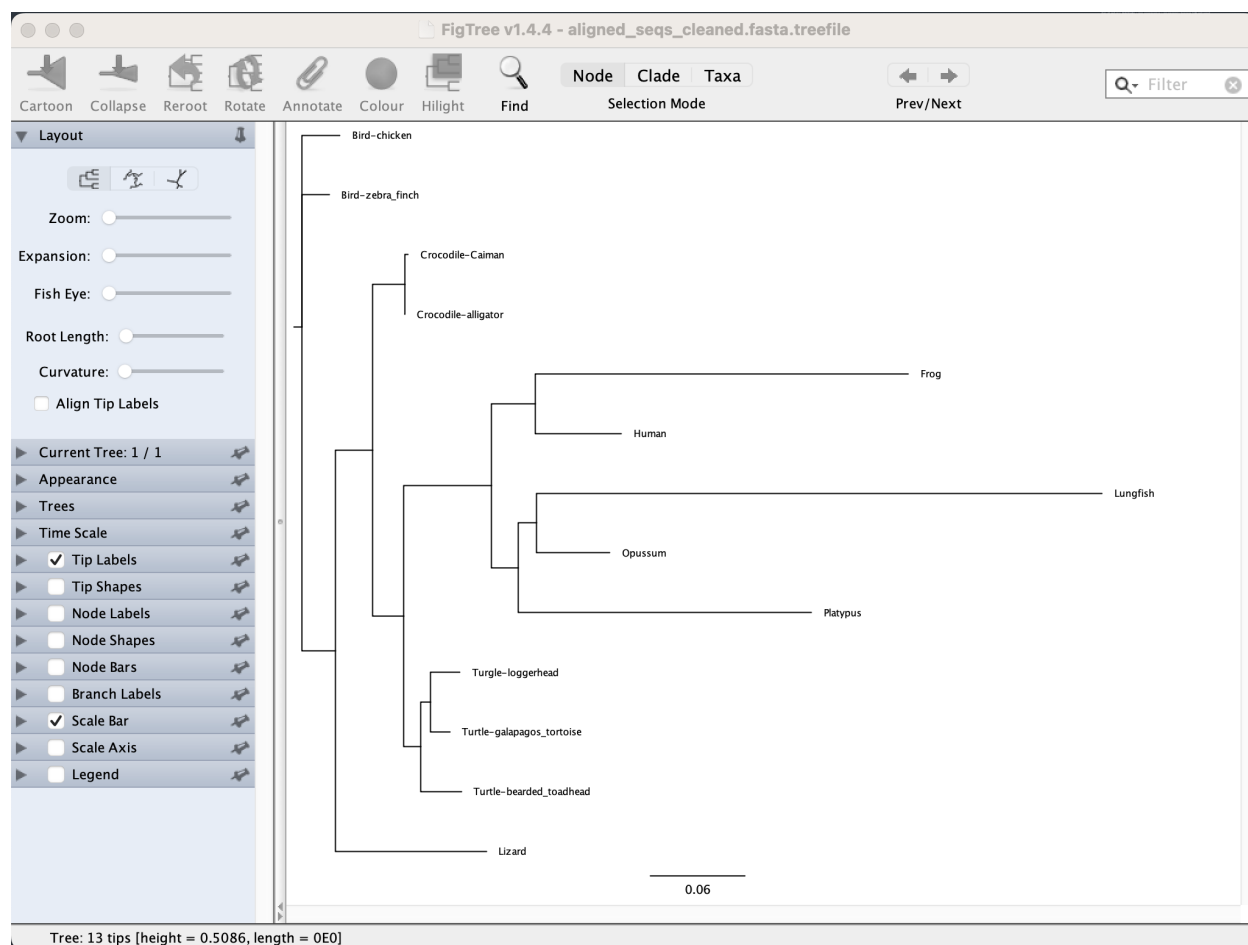 FigTree v1.4.4 - aligned_seqs_cleaned.fasta.treefile
Cartoon Collapse Reroot Rotate Annotate Colour Hilight Find
Node Clade Taxa
Selection Mode
Prev/Next
Filter
Layout
Zoom:
Expansion:
Fish Eye:
Root Length:
Curvature:
Align Tip Labels
Current Tree: 1 / 1
Appearance
Trees
Time Scale
Tip Labels
Tip Shapes
Node Labels
Node Shapes
Node Bars
Branch Labels
Scale Bar
Scale Axis
Legend
Bird-chicken
Bird-zebra_finch
Crocodile-Caiman
Crocodile-alligator
Frog
Human
Lungfish
Opussum
Platypus
Turgle-loggerhead
Turtle-galapagos_tortoise
Turtle-bearded_toadhead
Lizard
0.06
Tree: 13 tips [height = 0.5086, length = 0E0]